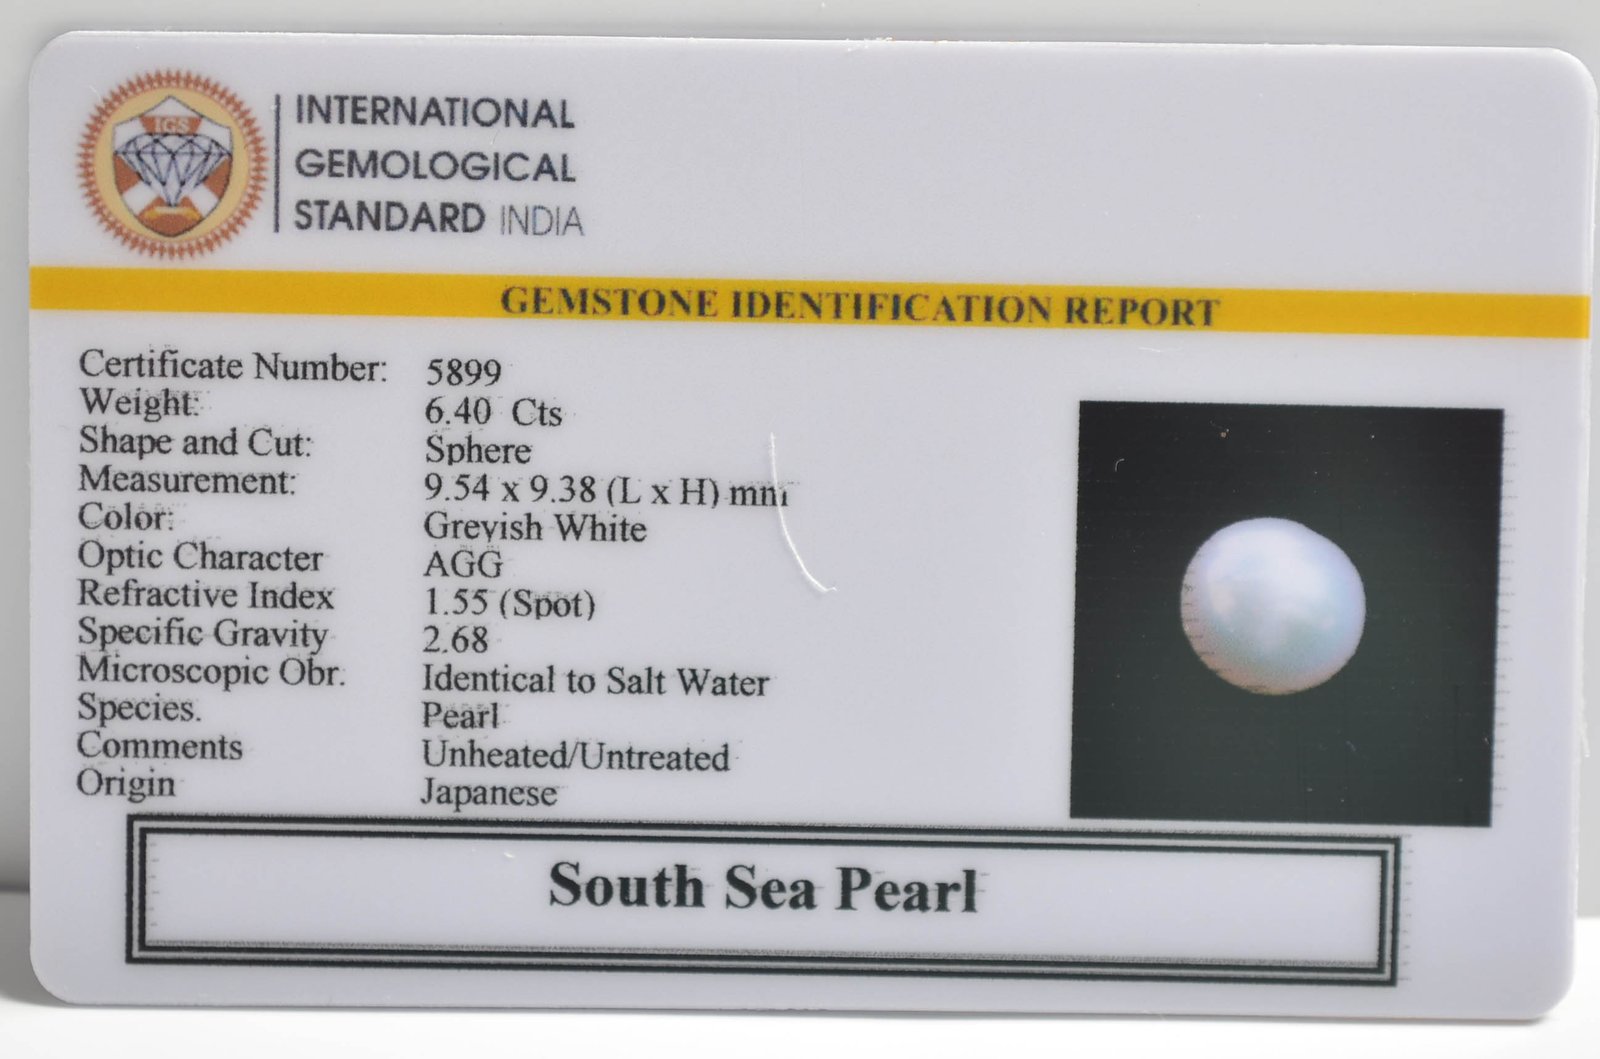 IGS
INTERNATIONAL
GEMOLOGICAL
STANDARD INDIA
GEMSTONE IDENTIFICATION REPORT
Certificate Number: 5899
Weight: 6.40 Cts
Shape and Cut: Sphere
Measurement: 9.54 x 9.38 (L x H) mm
Color: Greyish White
Optic Character AGG
Refractive Index 1.55 (Spot)
Specific Gravity 2.68
Microscopic Obr. Identical to Salt Water
Species. Pearl
Comments Unheated/Untreated
Origin Japanese
South Sea Pearl